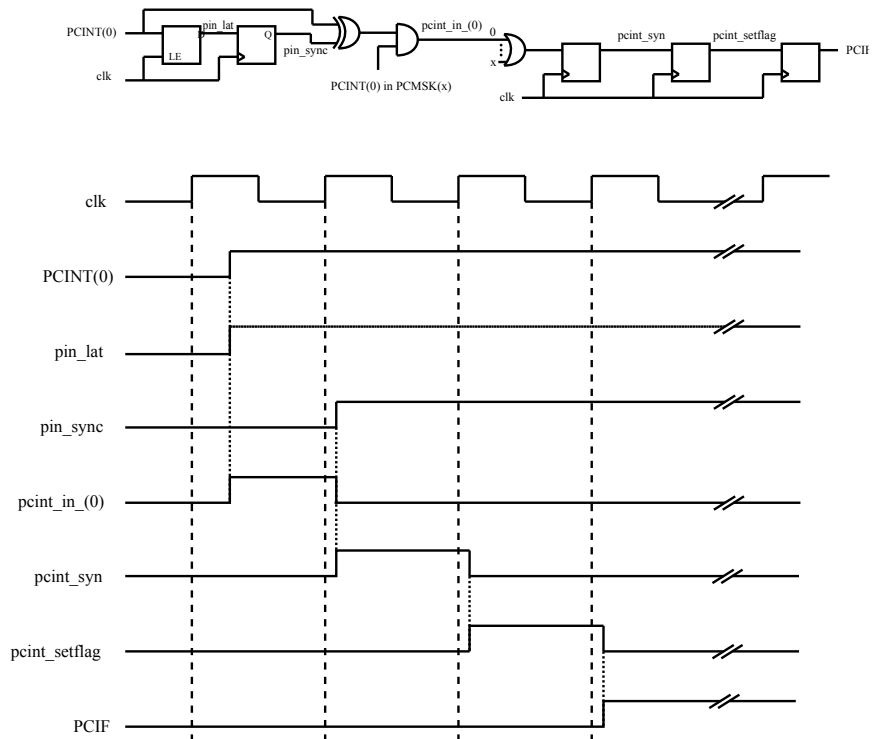 PCINT(0)
pin_lat
D
Q
LE
clk
pin_sync
pcint_in_(0)
PCINT(0) in PCMSK(x)
0
x
clk
pcint_syn
pcint_setflag
PCIF
clk
PCINT(0)
pin_lat
pin_sync
pcint_in_(0)
pcint_syn
pcint_setflag
PCIF